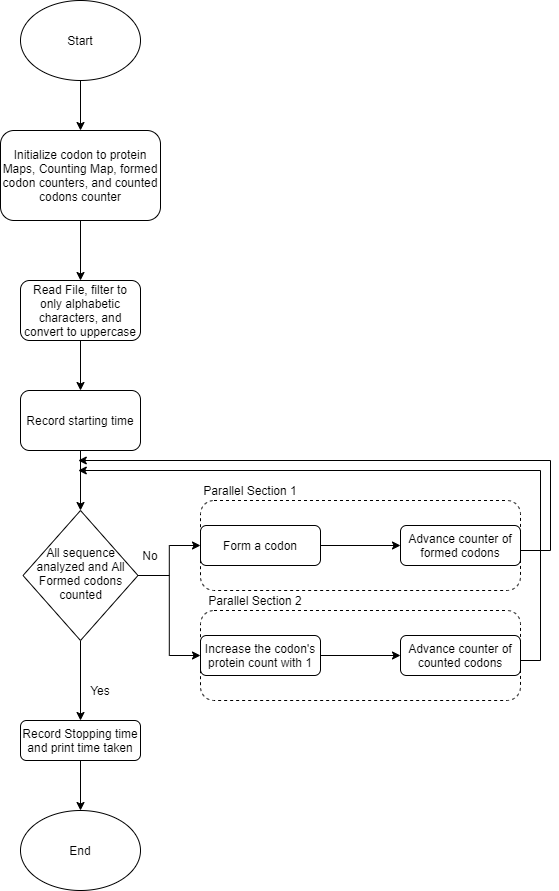 Start
Initialize codon to protein
Maps, Counting Map, formed
codon counters, and counted
codons counter
Read File, filter to
only alphabetic
characters, and
convert to uppercase
Record starting time
Parallel Section 1
All sequence
analyzed and All
Formed codons
counted
No
Form a codon
Advance counter of
formed codons
Parallel Section 2
Increase the codon's
protein count with 1
Advance counter of
counted codons
Yes
Record Stopping time
and print time taken
End